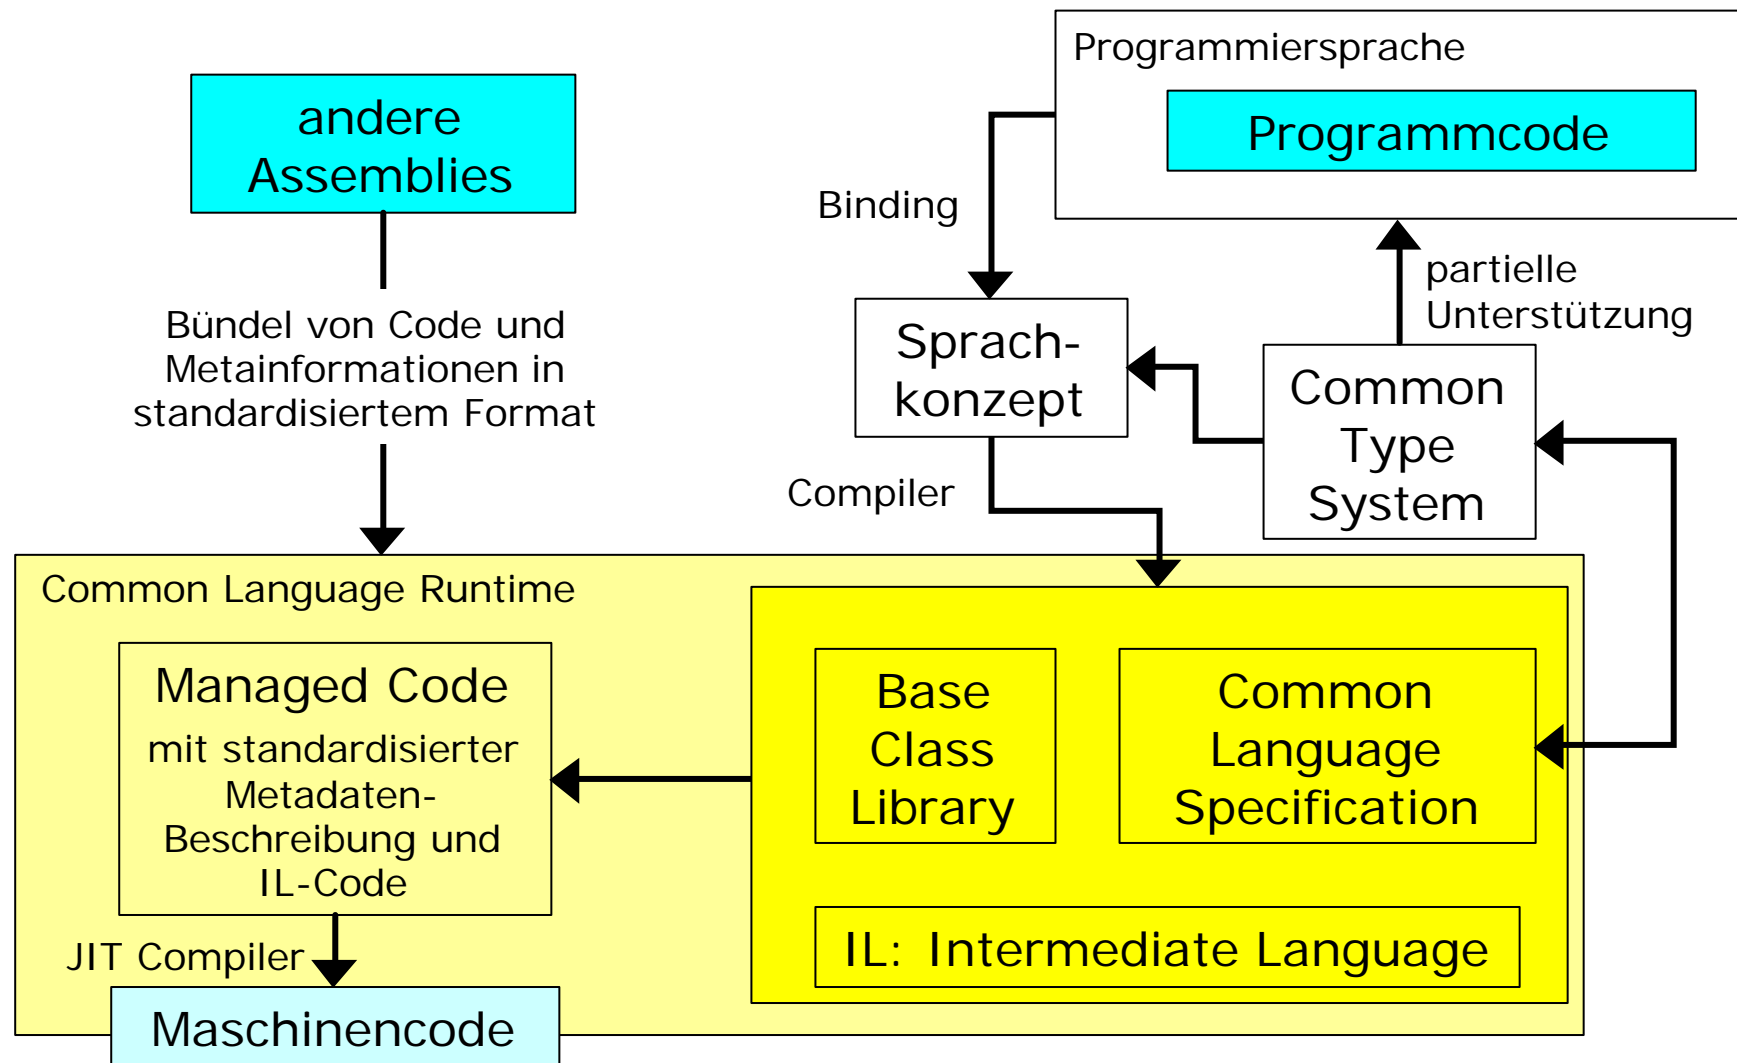 Programmiersprache
Programmcode
andere
Assemblies
Binding
partielle
Unterstützung
Bündel von Code und
Metainformationen in
standardisiertem Format
Sprach-
konzept
Common
Type
System
Compiler
Common Language Runtime
Managed Code
mit standardisierter
Metadaten-
Beschreibung und
IL-Code
Base
Class
Library
Common
Language
Specification
IL: Intermediate Language
JIT Compiler
Maschinencode